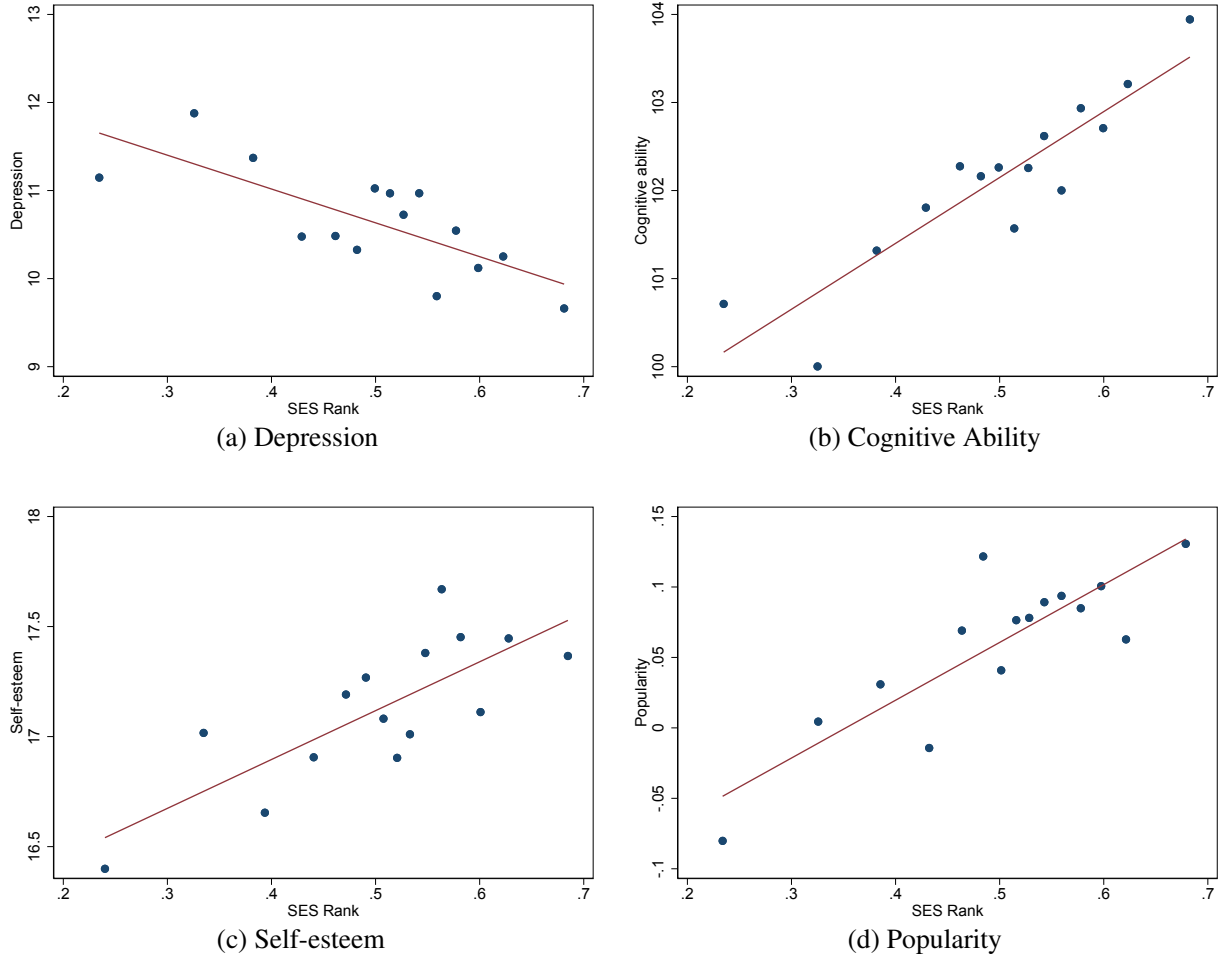 13
12
11
10
9
Depression
.2 .3 .4 .5 .6 .7
SES Rank
(a) Depression
104
103
102
101
100
Cognitive ability
.2 .3 .4 .5 .6 .7
SES Rank
(b) Cognitive Ability
18
17.5
17
16.5
Self-esteem
.2 .3 .4 .5 .6 .7
SES Rank
(c) Self-esteem
.15
.1
.05
0
-.05
-.1
Popularity
.2 .3 .4 .5 .6 .7
SES Rank
(d) Popularity